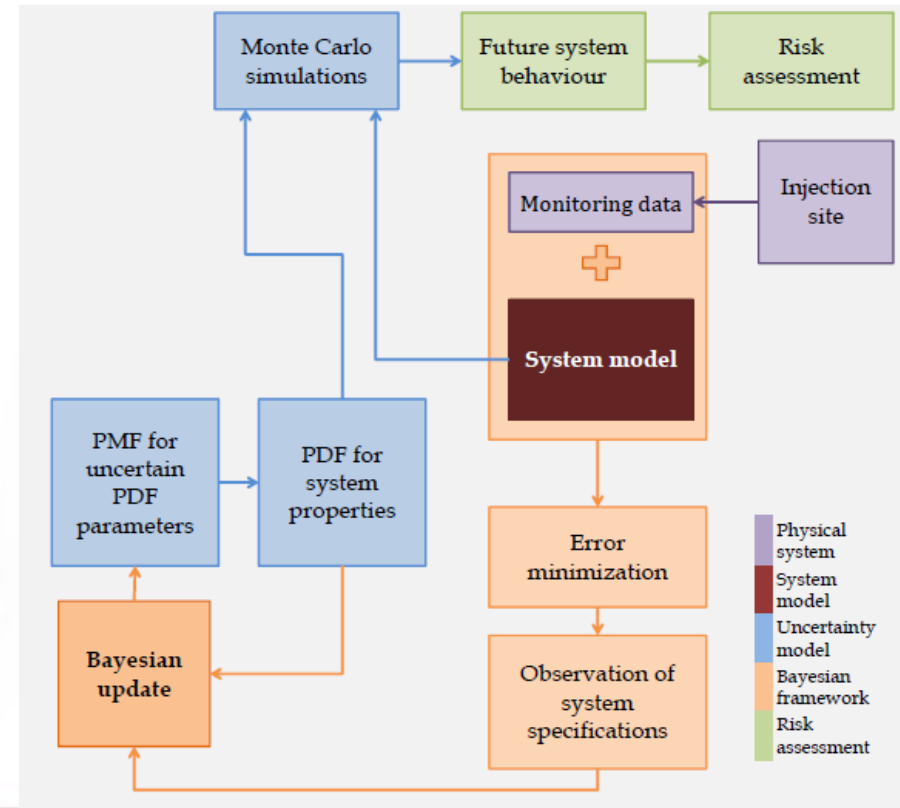 Monte Carlo
simulations
Future system
behaviour
Risk
assessment
Monitoring data
Injection
site
System model
PMF for
uncertain
PDF
parameters
PDF for
system
properties
Error
minimization
Bayesian
update
Observation of
system
specifications
Physical
system
System
model
Uncertainty
model
Bayesian
framework
Risk
assessment